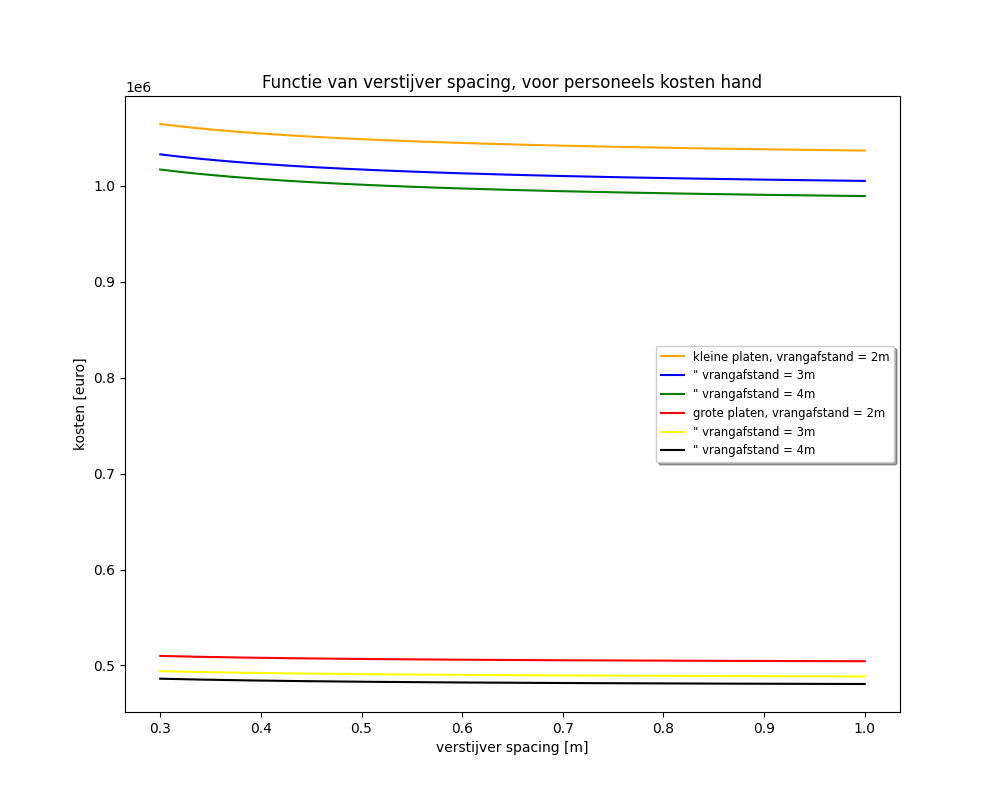 Functie van verstijver spacing, voor personeels kosten hand
1e6
1.0
0.9
0.8
0.7
0.6
0.5
kosten [euro]
kleine platen, vrangafstand = 2m
" vrangafstand = 3m
" vrangafstand = 4m
grote platen, vrangafstand = 2m
" vrangafstand = 3m
" vrangafstand = 4m
0.3 0.4 0.5 0.6 0.7 0.8 0.9 1.0
verstijver spacing [m]